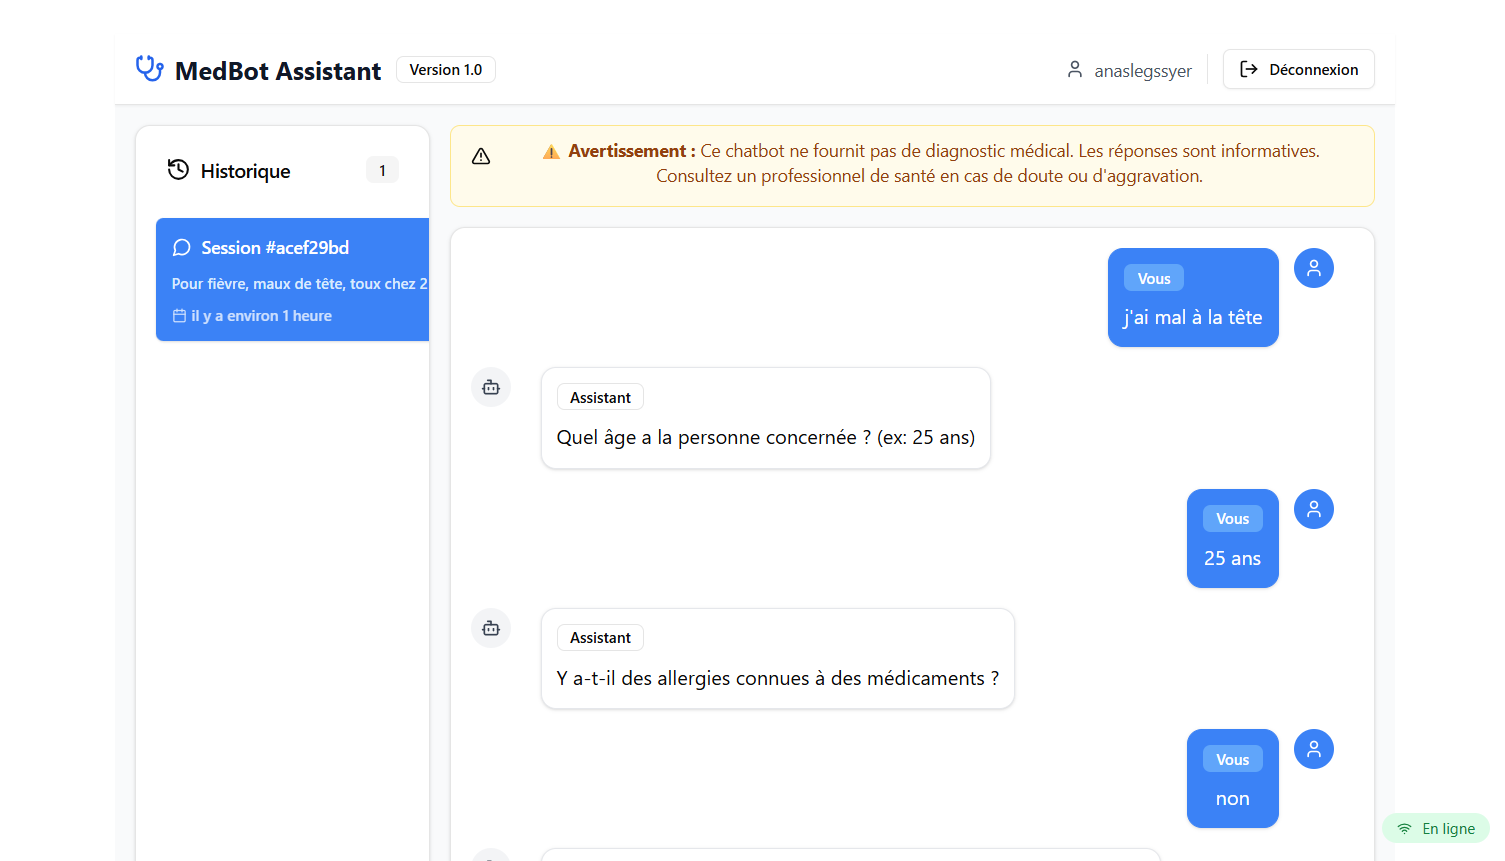 MedBot Assistant
Version 1.0
anaslegssyer
Déconnexion
Historique
1
Session #acef29bd
Pour fièvre, maux de tête, toux chez 2
il y a environ 1 heure
⚠️ Avertissement : Ce chatbot ne fournit pas de diagnostic médical. Les réponses sont informatives.
Consultez un professionnel de santé en cas de doute ou d'aggravation.
Vous
j'ai mal à la tête
Assistant
Quel âge a la personne concernée ? (ex: 25 ans)
Vous
25 ans
Assistant
Y a-t-il des allergies connues à des médicaments ?
Vous
non
En ligne